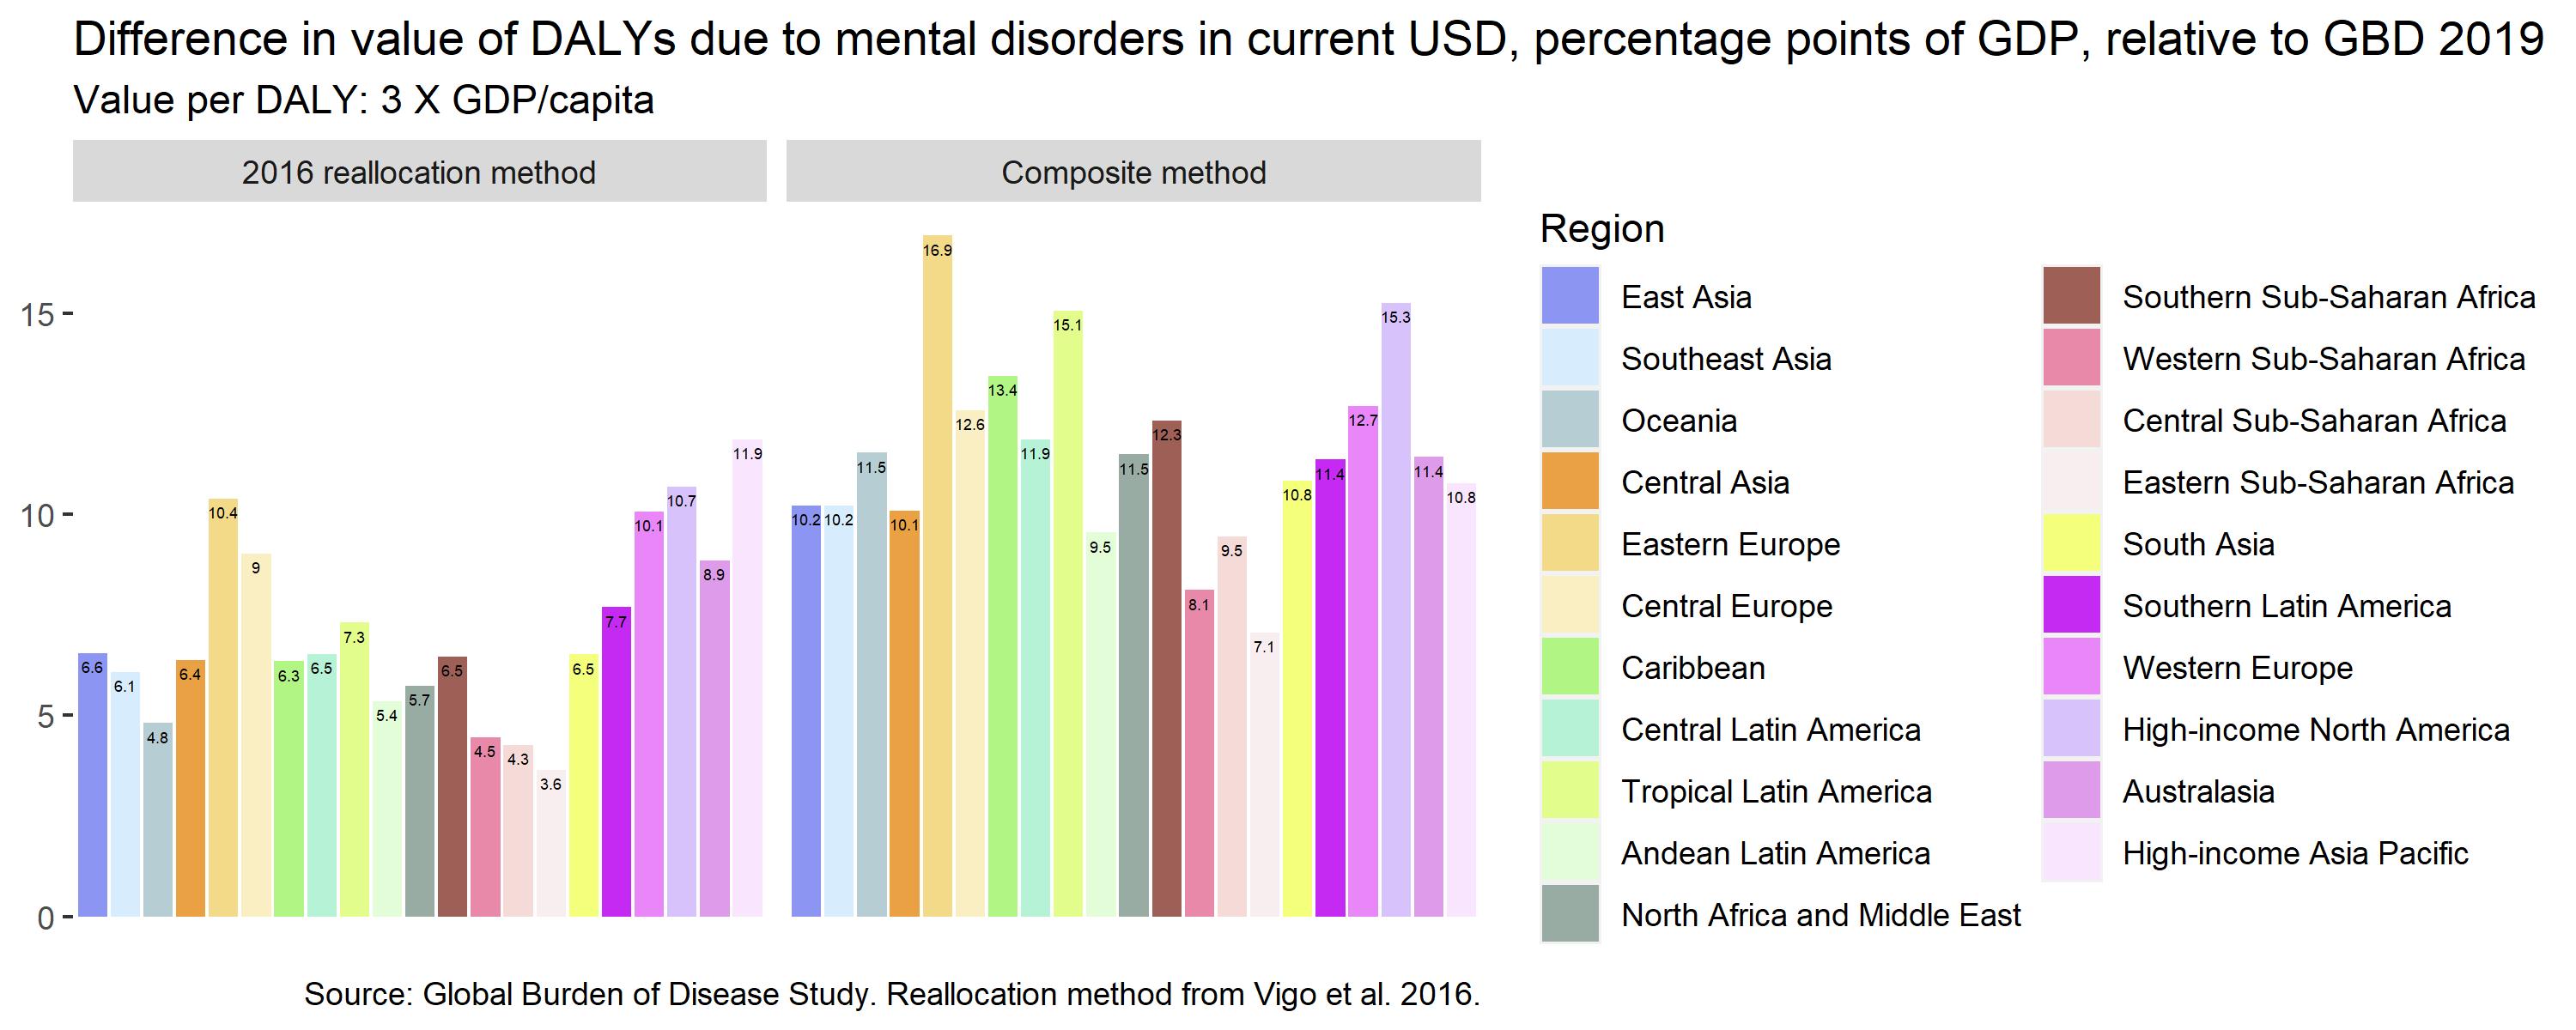 Difference in value of DALYs due to mental disorders in current USD, percentage points of GDP, relative to GBD 2019
Value per DALY: 3 X GDP/capita
2016 reallocation method
Composite method
15
10
5
0
6.6
6.1
4.8
6.4
10.4
9
6.3
6.5
7.3
5.4
5.7
6.5
4.5
4.3
3.6
6.5
7.7
10.1
10.7
8.9
11.9
10.2
10.2
11.5
10.1
16.9
12.6
13.4
11.9
15.1
9.5
11.5
12.3
8.1
9.5
7.1
10.8
11.4
12.7
15.3
11.4
10.8
Region
East Asia
Southeast Asia
Oceania
Central Asia
Eastern Europe
Central Europe
Caribbean
Central Latin America
Tropical Latin America
Andean Latin America
North Africa and Middle East
Southern Sub-Saharan Africa
Western Sub-Saharan Africa
Central Sub-Saharan Africa
Eastern Sub-Saharan Africa
South Asia
Southern Latin America
Western Europe
High-income North America
Australasia
High-income Asia Pacific
Source: Global Burden of Disease Study. Reallocation method from Vigo et al. 2016.